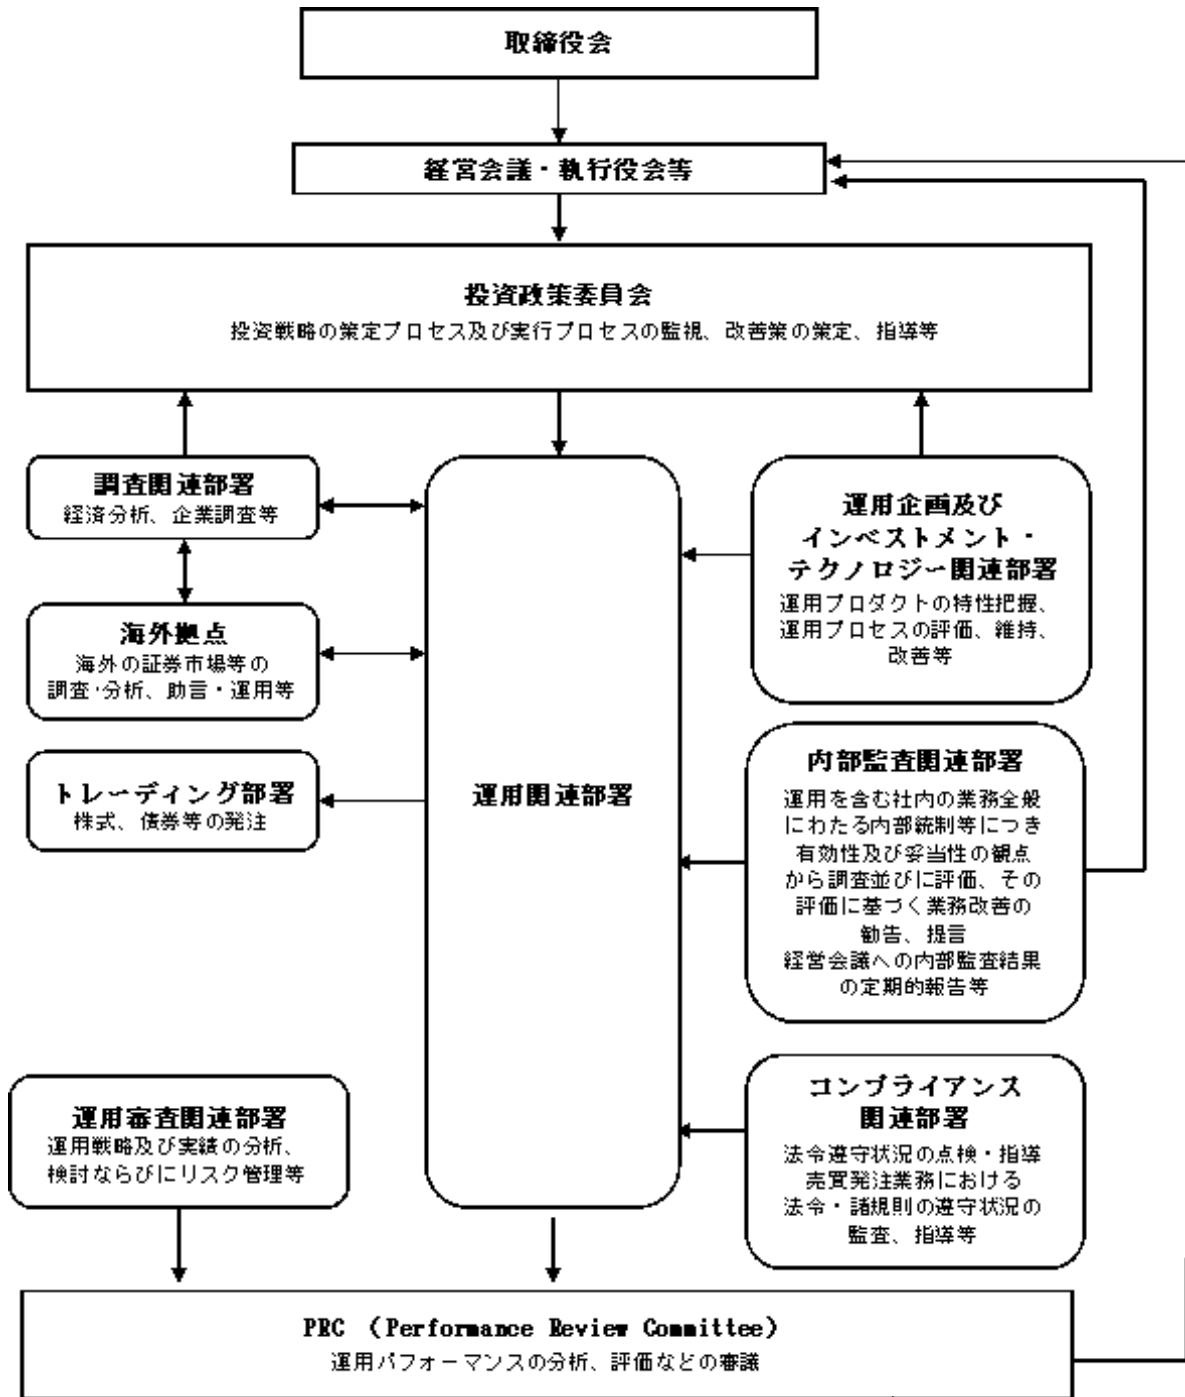 取締役会
経営会議・執行役会等
投資政策委員会
投資戦略の策定プロセス及び実行プロセスの監視、改善策の策定、指導等
調査関連部署
経済分析、企業調査等
海外拠点
海外の証券市場等の
調査・分析、助言・運用等
トレーディング部署
株式、債券等の発注
運用関連部署
運用企画及び
インベストメント・
テクノロジー関連部署
運用プロダクトの特性把握、
運用プロセスの評価、維持、
改善等
内部監査関連部署
運用を含む社内の業務全般
にわたる内部統制等につき
有効性及び妥当性の観点
から調査並びに評価、その
評価に基づく業務改善の
勧告、提言
経営会議への内部監査結果
の定期的報告等
運用審査関連部署
運用戦略及び実績の分析、
検討ならびにリスク管理等
コンプライアンス
関連部署
法令遵守状況の点検・指導
売買発注業務における
法令・諸規則の遵守状況の
監査、指導等
PRC （Performance Review Committee）
運用パフォーマンスの分析、評価などの審議